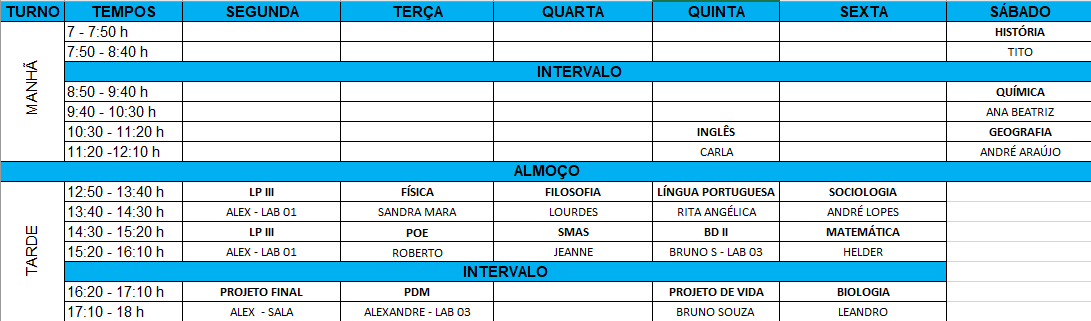 TURNO TEMPOS SEGUNDA TERÇA QUARTA QUINTA SEXTA SÁBADO
MANHÃ
7 - 7:50 h HISTÓRIA
7:50 - 8:40 h TITO
INTERVALO
8:50 - 9:40 h QUÍMICA
9:40 - 10:30 h ANA BEATRIZ
10:30 - 11:20 h INGLÊS GEOGRAFIA
11:20 -12:10 h CARLA ANDRÉ ARAÚJO
ALMOÇO
TARDE
12:50 - 13:40 h LP III FÍSICA FILOSOFIA LÍNGUA PORTUGUESA SOCIOLOGIA
13:40 - 14:30 h ALEX - LAB 01 SANDRA MARA LOURDES RITA ANGÉLICA ANDRÉ LOPES
14:30 - 15:20 h LP III POE SMAS BD II MATEMÁTICA
15:20 - 16:10 h ALEX - LAB 01 ROBERTO JEANNE BRUNO S - LAB 03 HELDER
INTERVALO
16:20 - 17:10 h PROJETO FINAL PDM PROJETO DE VIDA BIOLOGIA
17:10 - 18 h ALEX - SALA ALEXANDRE - LAB 03 BRUNO SOUZA LEANDRO